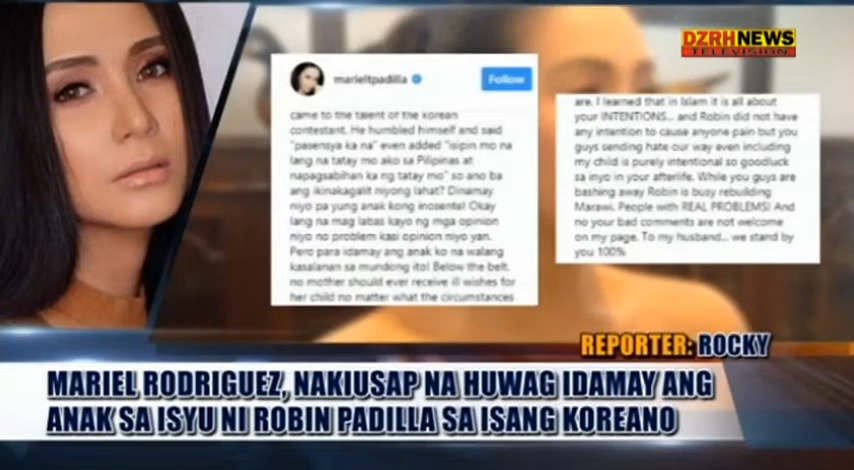 DZRH NEWS
TELEVISION
marieltpadilla
Follow
came to the talent of the korean
contestant. He humbled himself and said
"pasensya ka na" even added "isipin mo na
lang na tatay mo ako sa Pilipinas at
napagsabihan ka ng tatay mo" so ano ba
ang ikinakagalit niyong lahat? Dinamay
niyo pa yung anak kong inosente! Okay
lang na mag labas kayo ng mga opinion
niyo no problem kasi opinion niyo yan.
Pero para idamay ang anak ko na walang
kasalanan sa mundong ito! Below the belt.
no mother should ever receive ill wishes for
her child no matter what the circumstances
are. I learned that in Islam it is all about
your INTENTIONS... and Robin did not have
any intention to cause anyone pain but you
guys sending hate our way even including
my child is purely intentional so goodluck
sa inyo in your afterlife. While you guys are
bashing away Robin is busy rebuilding
Marawi. People with REAL PROBLEMS! And
no your bad comments are not welcome
on my page. To my husband... we stand by
you 100%
REPORTER: ROCKY
MARIEL RODRIGUEZ, NAKIUSAP NA HUWAG IDAMAY ANG
ANAK SA ISYU NI ROBIN PADILLA SA ISANG KOREANO